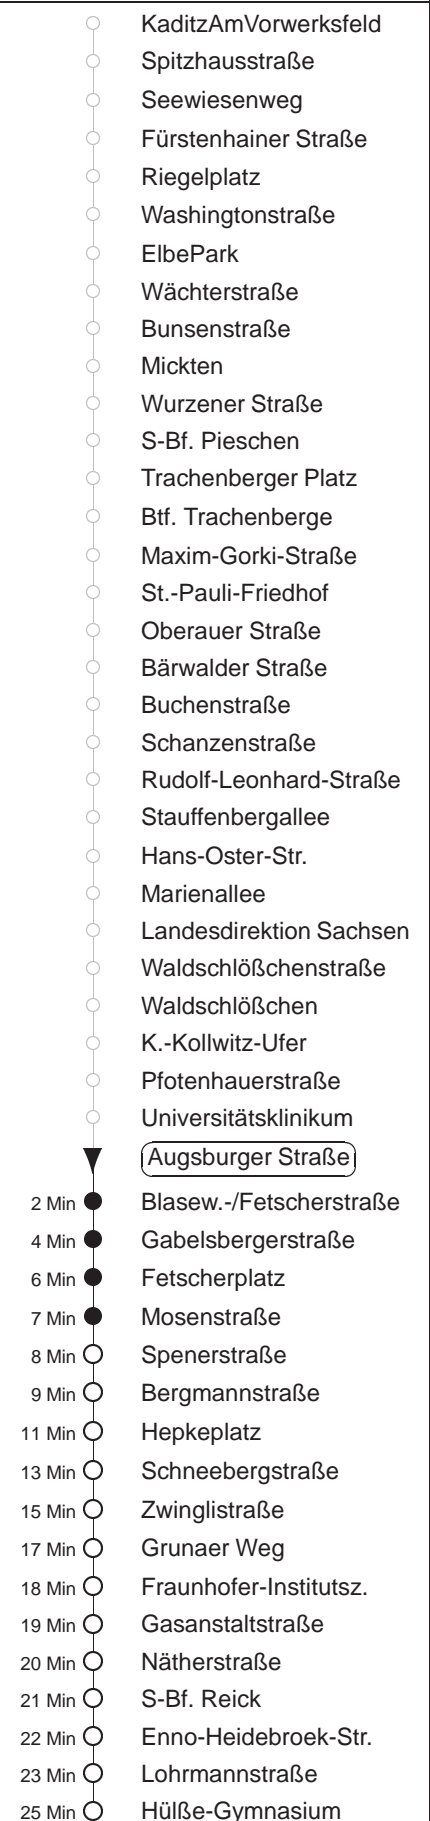 KaditzAmVorwerksfeld
Spitzhausstraße
Seewiesenweg
Fürstenhainer Straße
Riegelplatz
Washingtonstraße
ElbePark
Wächterstraße
Bunsenstraße
Mickten
Wurzener Straße
S-Bf. Pieschen
Trachenberger Platz
Btf. Trachenberge
Maxim-Gorki-Straße
St.-Pauli-Friedhof
Oberauer Straße
Bärwalder Straße
Buchenstraße
Schanzenstraße
Rudolf-Leonhard-Straße
Stauffenbergallee
Hans-Oster-Str.
Marienallee
Landesdirektion Sachsen
Waldschlößchenstraße
Waldschlößchen
K.-Kollwitz-Ufer
Pfotenhauerstraße
Universitätsklinikum
Augsburger Straße
2 Min Blasew.-/Fetscherstraße
4 Min Gabelsbergerstraße
6 Min Fetscherplatz
7 Min Mosenstraße
8 Min Spenerstraße
9 Min Bergmannstraße
11 Min Hepkeplatz
13 Min Schneebergstraße
15 Min Zwinglistraße
17 Min Grunaer Weg
18 Min Fraunhofer-Institutsz.
19 Min Gasanstaltstraße
20 Min Nätherstraße
21 Min S-Bf. Reick
22 Min Enno-Heidebroek-Str.
23 Min Lohrmannstraße
25 Min Hülße-Gymnasium